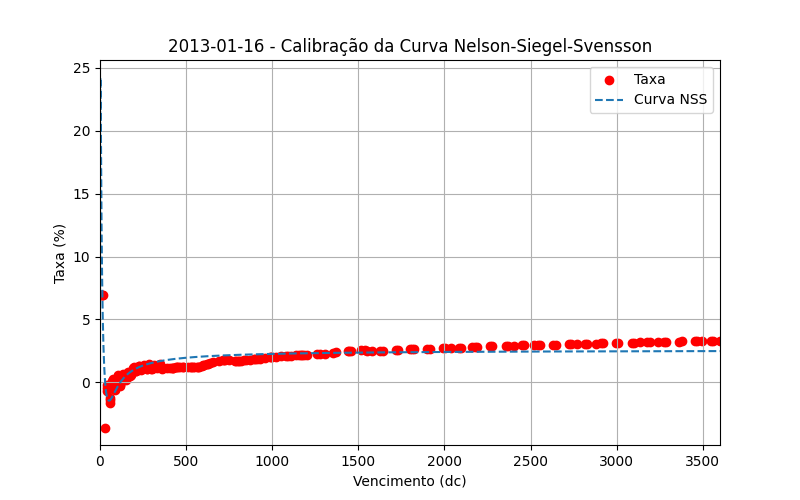 2013-01-16 - Calibração da Curva Nelson-Siegel-Svensson
Taxa
Curva NSS
Taxa (%)
25
20
15
10
5
0
0 500 1000 1500 2000 2500 3000 3500
Vencimento (dc)